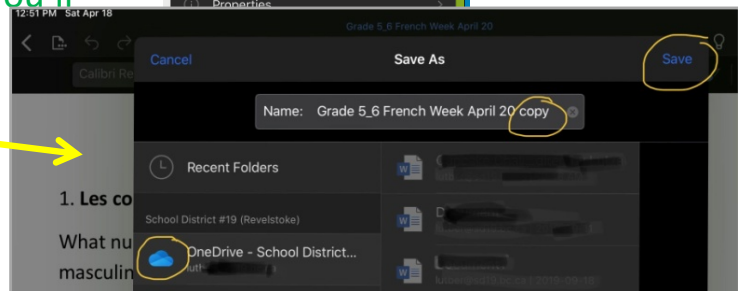 Properties
12:51 PM Sat Apr 18
Grade 5_6 French Week April 20
Calibri
Cancel
Save As
Save
Name: Grade 5_6 French Week April 20 copy
Recent Folders
School District #19 (Revelstoke)
OneDrive - School District...
1. Les co
What nu
masculin